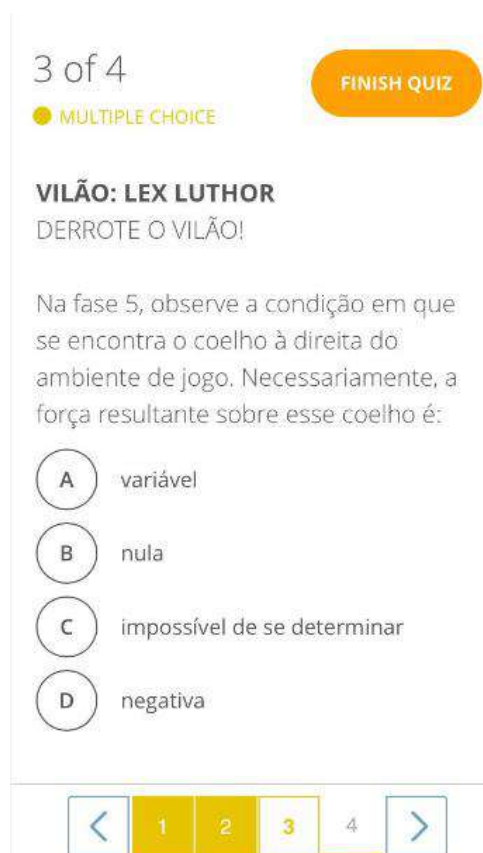 3 of 4
FINISH QUIZ
MULTIPLE CHOICE
VILÃO: LEX LUTHOR
DERROTE O VILÃO!
Na fase 5, observe a condição em que
se encontra o coelho à direita do
ambiente de jogo. Necessariamente, a
força resultante sobre esse coelho é:
A variável
B nula
C impossível de se determinar
D negativa
1 2 3 4